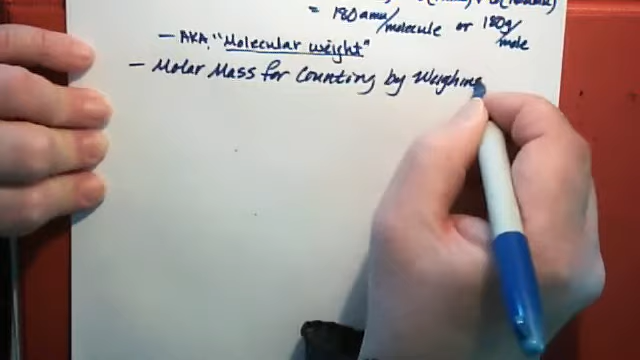 = 180 amu/molecule or 180g/mole
- AKA, "Molecular weight"
- Molar Mass for Counting by Weighing